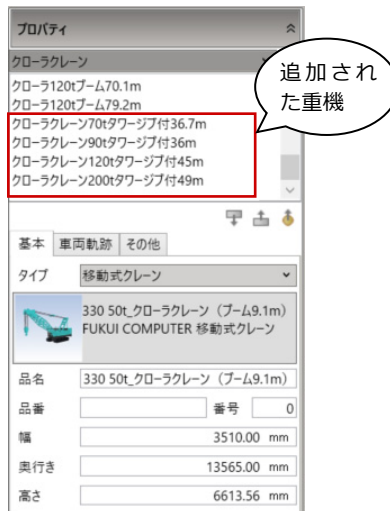 プロパティ
クローラクレーン
クローラ120tブーム70.1m
クローラ120tブーム79.2m
クローラクレーン70tタワージブ付36.7m
クローラクレーン90tタワージブ付36m
クローラクレーン120tタワージブ付45m
クローラクレーン200tタワージブ付49m
追加され
た重機
基本 車両軌跡 その他
タイプ 移動式クレーン
330 50t_クローラクレーン（ブーム9.1m）
FUKUI COMPUTER 移動式クレーン
品名 330 50t_クローラクレーン（ブーム9.1m）
品番 番号 0
幅 3510.00 mm
奥行き 13565.00 mm
高さ 6613.56 mm